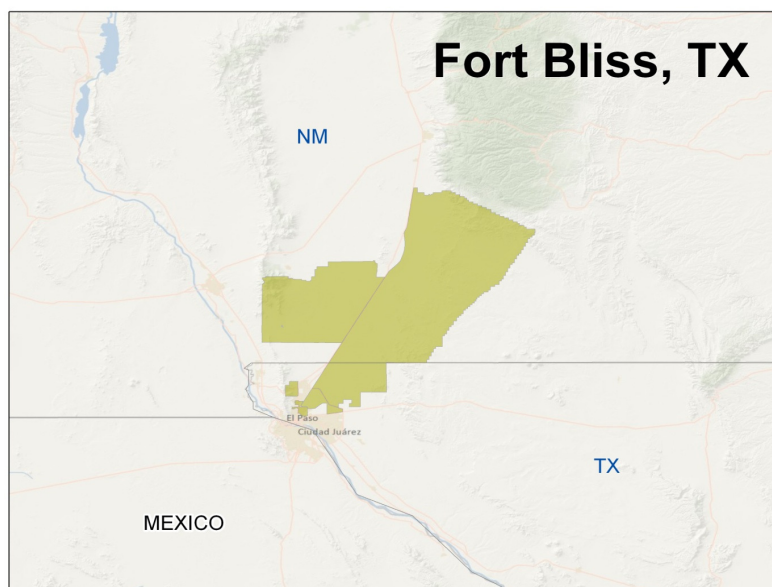 Fort Bliss, TX
NM
El Paso
Ciudad Juárez
TX
MEXICO